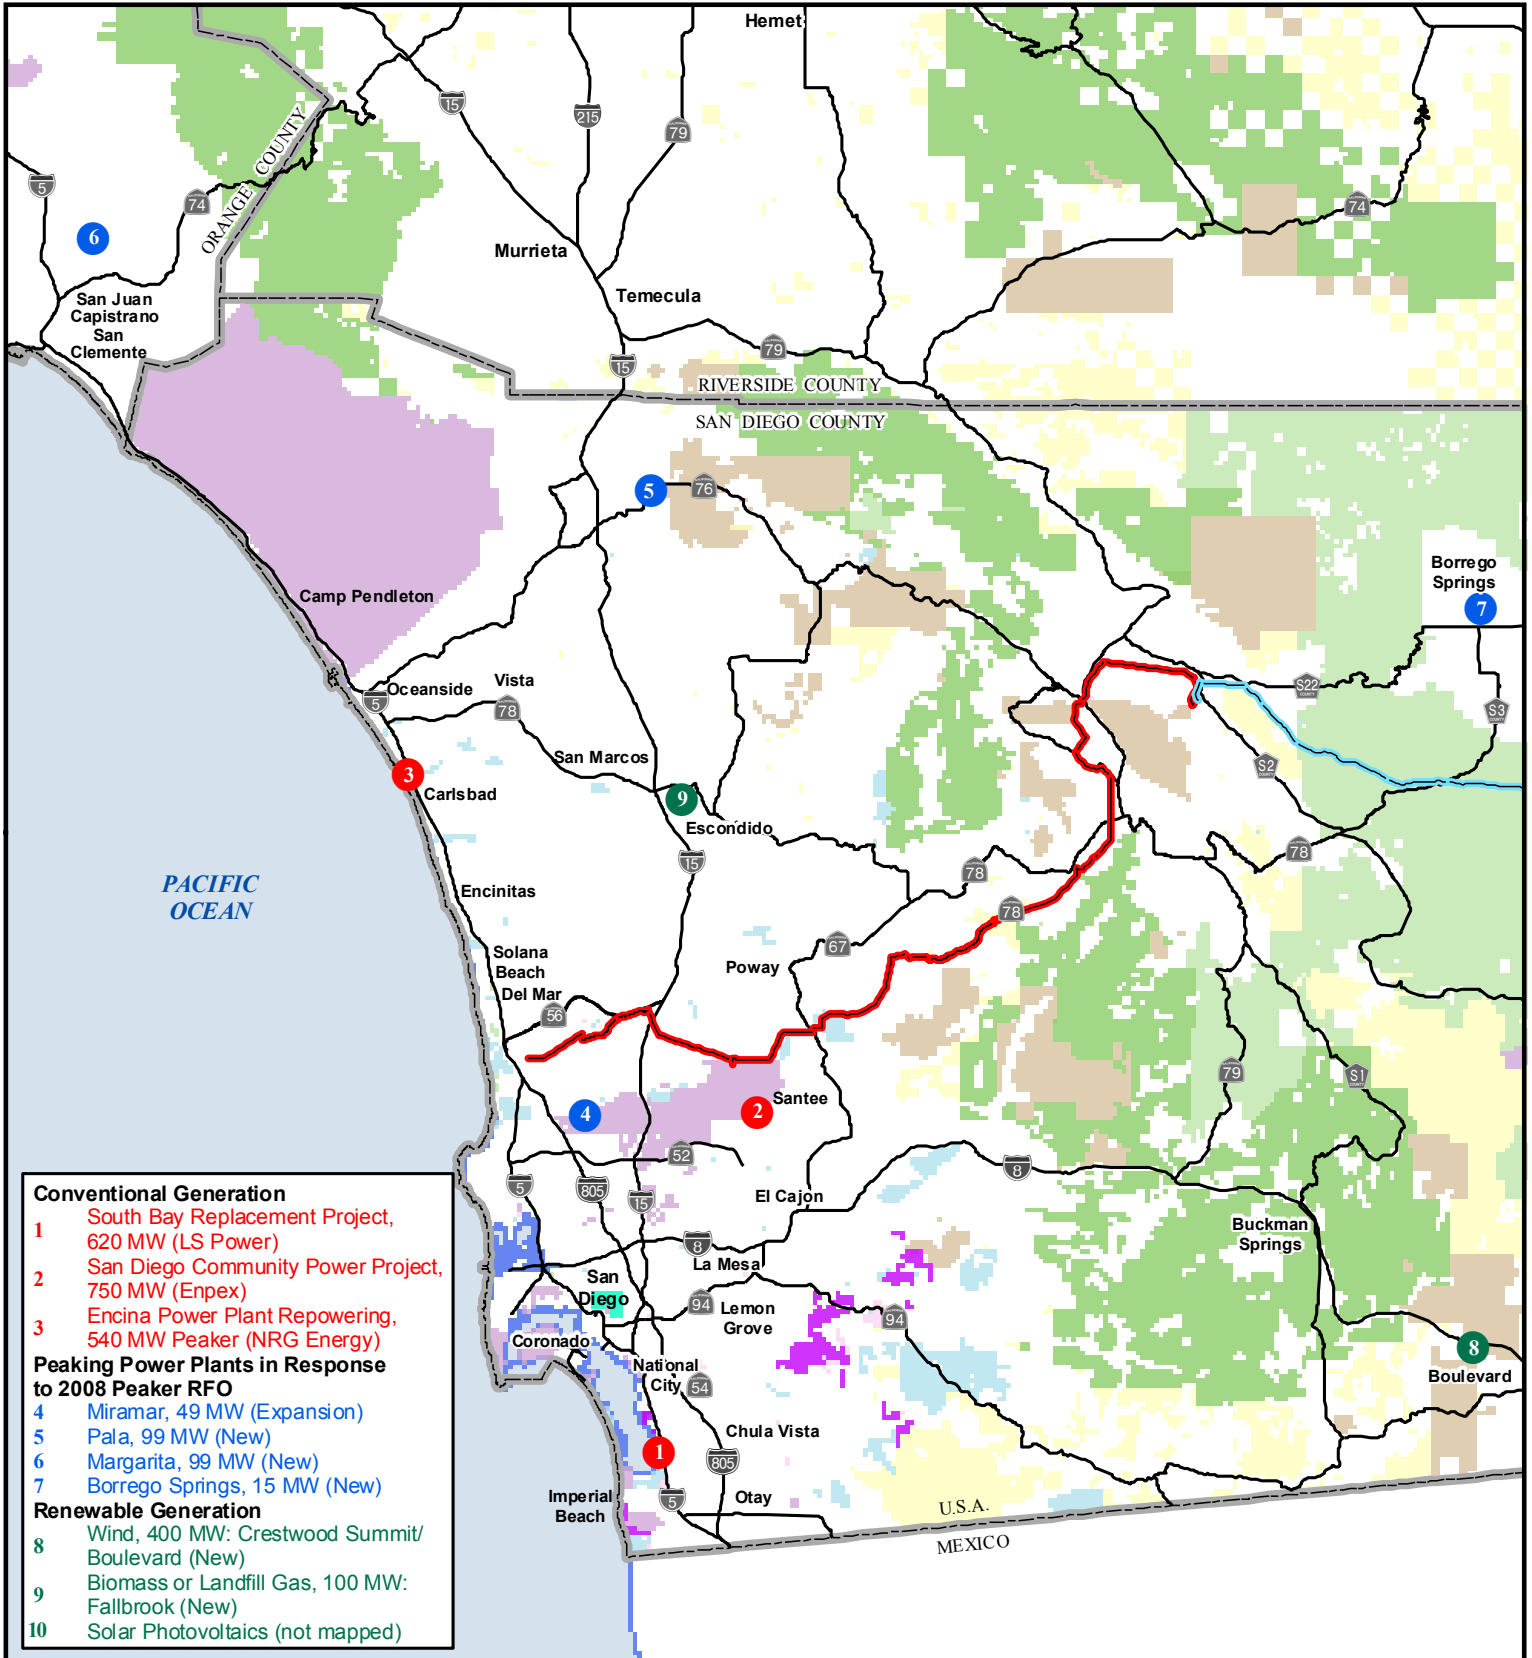 Hemet
15
215
79
ORANGE COUNTY
5
74
74
6
Murrieta
San Juan
Capistrano
San
Clemente
Temecula
79
15
RIVERSIDE COUNTY
SAN DIEGO COUNTY
5
76
Borrego
Springs
7
Camp Pendleton
Oceanside
Vista
5
78
S22
COUNTY
S3
COUNTY
San Marcos
3
Carlsbad
9
Escondido
S2
COUNTY
15
78
78
PACIFIC
OCEAN
Encinitas
78
67
Solana
Beach
Del Mar
Poway
56
79
S1
COUNTY
4
2
Santee
52
8
5
805
15
El Cajon
Buckman
Springs
8
La Mesa
San
Diego
94
Lemon
Grove
94
Coronado
National
City
54
8
Boulevard
1
Chula Vista
805
5
Otay
Imperial
Beach
U.S.A.
MEXICO
Conventional Generation
1 South Bay Replacement Project,
620 MW (LS Power)
2 San Diego Community Power Project,
750 MW (Enpex)
3 Encina Power Plant Repowering,
540 MW Peaker (NRG Energy)
Peaking Power Plants in Response
to 2008 Peaker RFO
4 Miramar, 49 MW (Expansion)
5 Pala, 99 MW (New)
6 Margarita, 99 MW (New)
7 Borrego Springs, 15 MW (New)
Renewable Generation
8 Wind, 400 MW: Crestwood Summit/
Boulevard (New)
9 Biomass or Landfill Gas, 100 MW:
Fallbrook (New)
10 Solar Photovoltaics (not mapped)